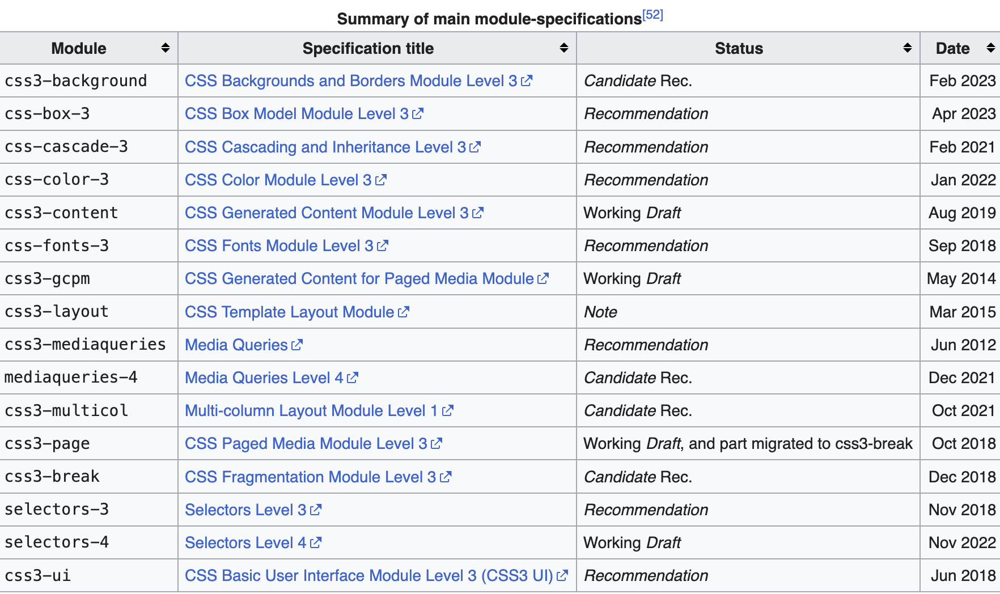 Summary of main module-specifications[52]
Module Specification title Status Date
css3-background CSS Backgrounds and Borders Module Level 3 Candidate Rec. Feb 2023
css-box-3 CSS Box Model Module Level 3 Recommendation Apr 2023
css-cascade-3 CSS Cascading and Inheritance Level 3 Recommendation Feb 2021
css-color-3 CSS Color Module Level 3 Recommendation Jan 2022
css3-content CSS Generated Content Module Level 3 Working Draft Aug 2019
css-fonts-3 CSS Fonts Module Level 3 Recommendation Sep 2018
css3-gcpm CSS Generated Content for Paged Media Module Working Draft May 2014
css3-layout CSS Template Layout Module Note Mar 2015
css3-mediaqueries Media Queries Recommendation Jun 2012
mediaqueries-4 Media Queries Level 4 Candidate Rec. Dec 2021
css3-multicol Multi-column Layout Module Level 1 Candidate Rec. Oct 2021
css3-page CSS Paged Media Module Level 3 Working Draft, and part migrated to css3-break Oct 2018
css3-break CSS Fragmentation Module Level 3 Candidate Rec. Dec 2018
selectors-3 Selectors Level 3 Recommendation Nov 2018
selectors-4 Selectors Level 4 Working Draft Nov 2022
css3-ui CSS Basic User Interface Module Level 3 (CSS3 UI) Recommendation Jun 2018